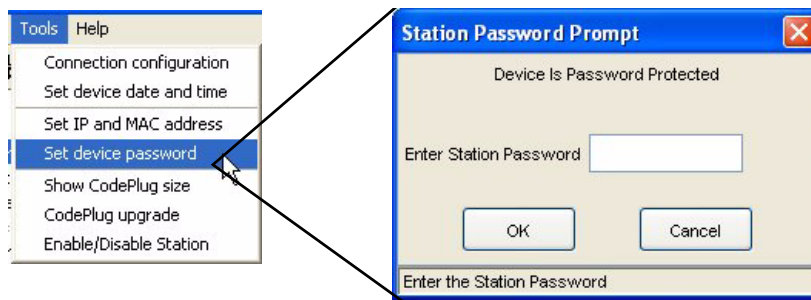 Tools Help
Connection configuration
Set device date and time
Set IP and MAC address
Set device password
Show CodePlug size
CodePlug upgrade
Enable/Disable Station
Station Password Prompt
Device Is Password Protected
Enter Station Password
OK Cancel
Enter the Station Password